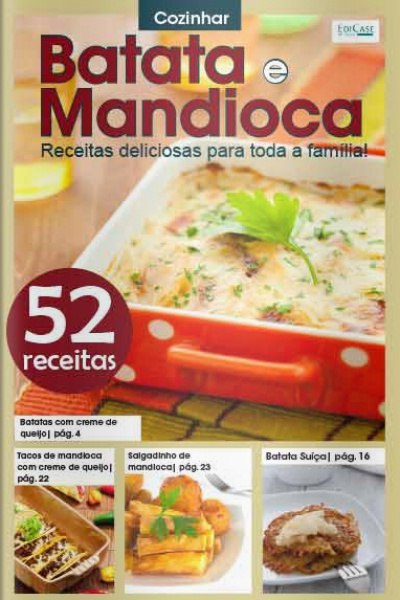 Cozinhar
EDICASE
Batata e
Mandioca
Receitas deliciosas para toda a família!
52
receitas
Batatas com creme de
queijo| pág. 4
Tacos de mandioca
com creme de queijo|
pág. 22
Salgadinho de
mandioca| pág. 23
Batata Suíça| pág. 16